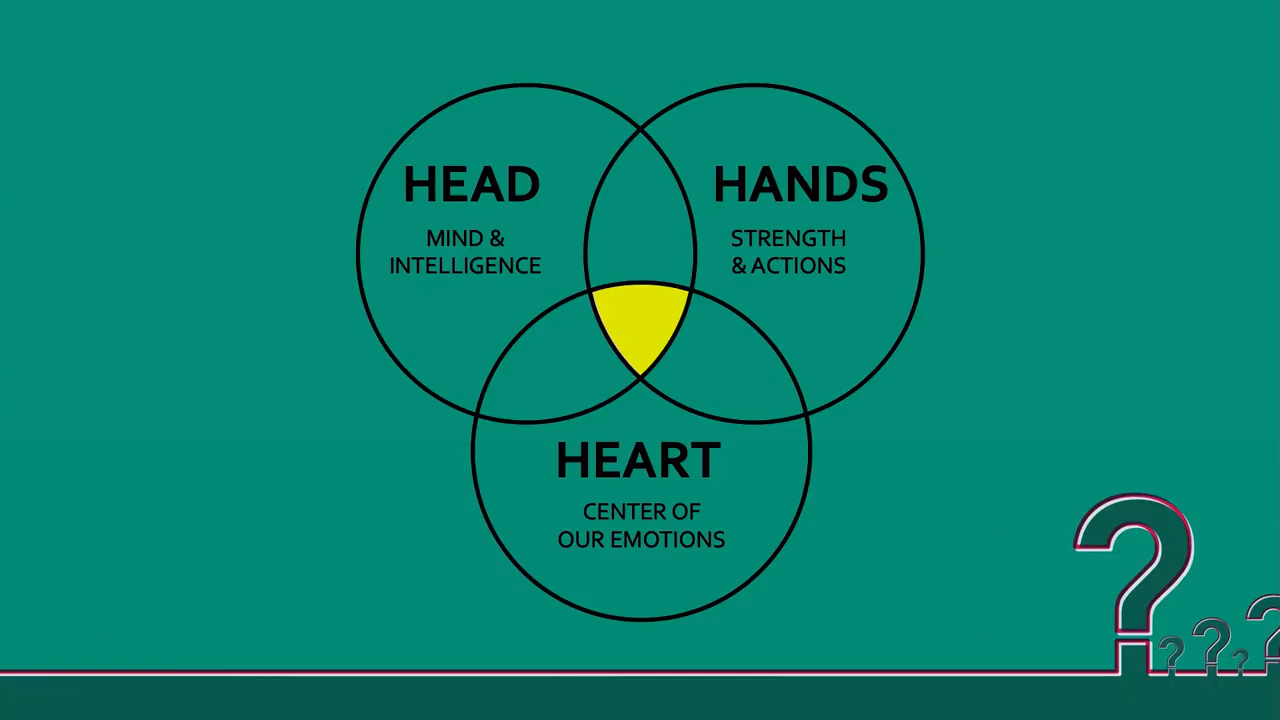 HEAD
MIND &
INTELLIGENCE
HANDS
STRENGTH
& ACTIONS
HEART
CENTER OF
OUR EMOTIONS
?
? ? ? ?